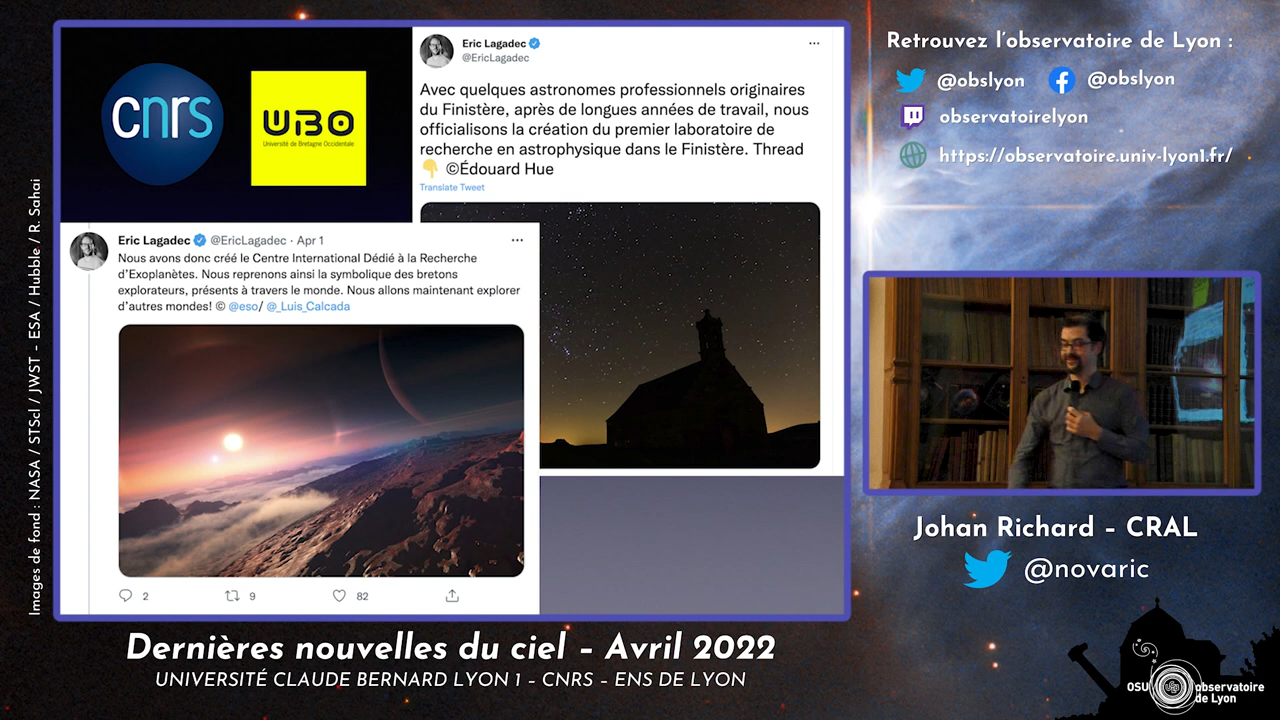 cnrs
UBO
Université de Bretagne Occidentale
Eric Lagadec
@EricLagadec
Avec quelques astronomes professionnels originaires
du Finistère, après de longues années de travail, nous
officialisons la création du premier laboratoire de
recherche en astrophysique dans le Finistère. Thread
👇 ©Édouard Hue
Translate Tweet
Eric Lagadec @EricLagadec · Apr 1
Nous avons donc créé le Centre International Dédié à la Recherche
d'Exoplanètes. Nous reprenons ainsi la symbolique des bretons
explorateurs, présents à travers le monde. Nous allons maintenant explorer
d'autres mondes! © @eso/ @_Luis_Calcada
2 9 82
Images de fond : NASA / STScI / JWST - ESA / Hubble / R. Sahai
Retrouvez l'observatoire de Lyon :
@obslyon @obslyon
observatoirelyon
https://observatoire.univ-lyon1.fr/
Johan Richard – CRAL
@novaric
Dernières nouvelles du ciel – Avril 2022
UNIVERSITÉ CLAUDE BERNARD LYON 1 – CNRS – ENS DE LYON
OSU observatoire
de Lyon